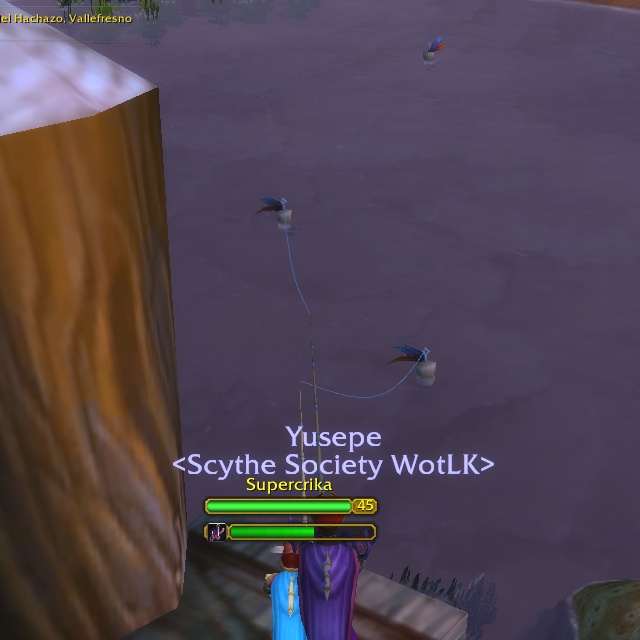 el Hachazo, Vallefresno
Yusepe
<Scythe Society WotLK>
Supercrika
45